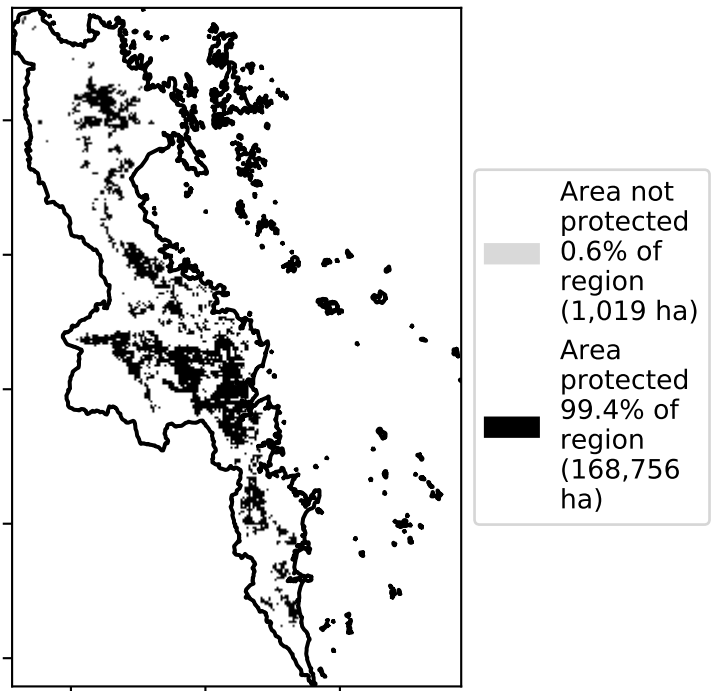 Area not
protected
0.6% of
region
(1,019 ha)
Area
protected
99.4% of
region
(168,756
ha)